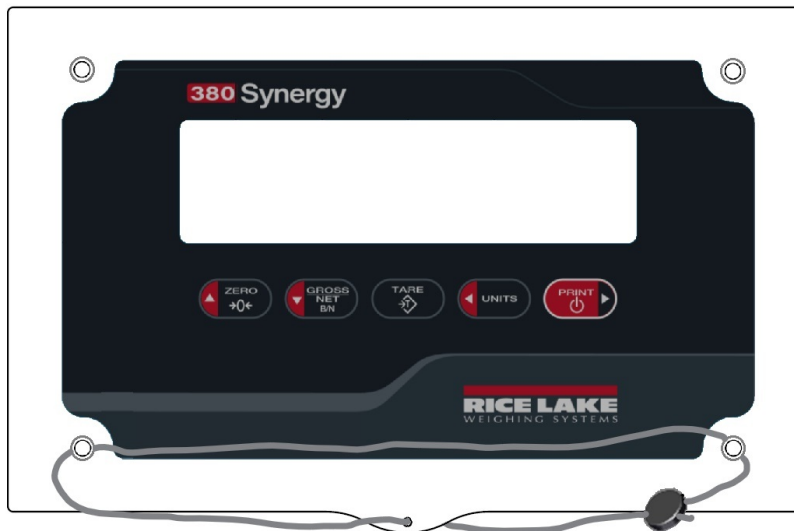 380 Synergy
ZERO
→0←
GROSS
NET
B/N
TARE
→T←
UNITS
PRINT
RICE LAKE
WEIGHING SYSTEMS